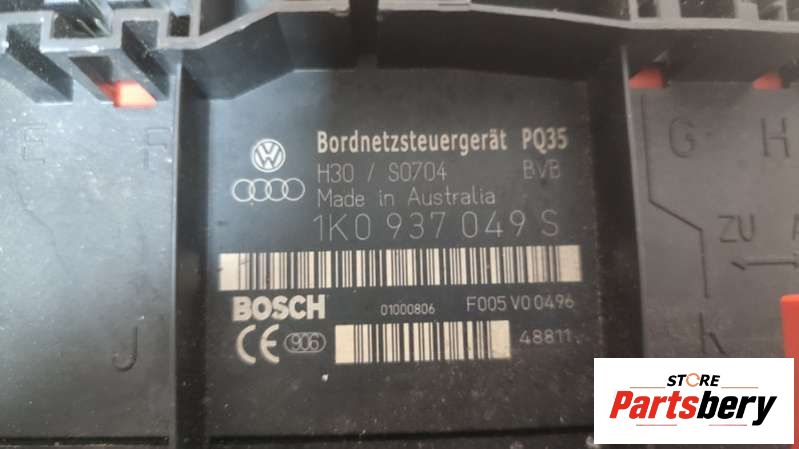 E F
Bordnetzsteuergerät PQ35
H30 / S0704 BVB
Made in Australia
1K0 937 049 S
G H
ZU A
BOSCH 01000806 F005 V0 0496
CE 906 48811
J
K
STORE
Partsbery